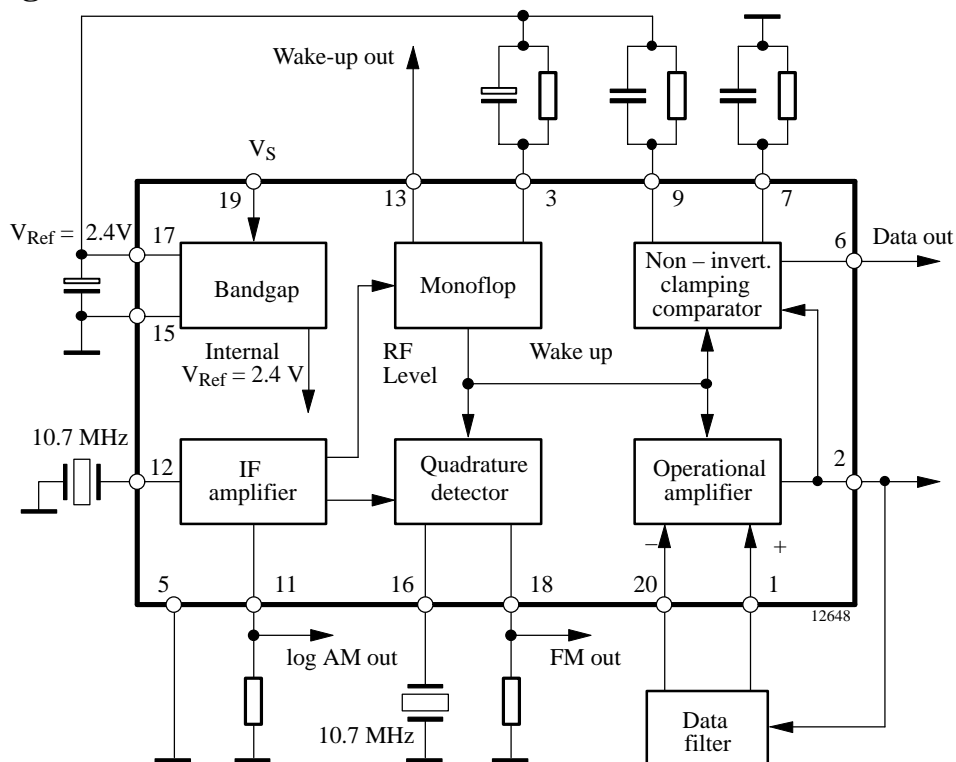 Wake-up out
V_S
19
13
3
9
7
V_Ref = 2.4V
17
6
Data out
Bandgap
Monoflop
Non – invert.
clamping
comparator
15
Internal
V_Ref = 2.4 V
RF
Level
Wake up
10.7 MHz
12
IF
amplifier
Quadrature
detector
Operational
amplifier
2
−
+
5
11
16
18
20
1
12648
log AM out
FM out
10.7 MHz
Data
filter